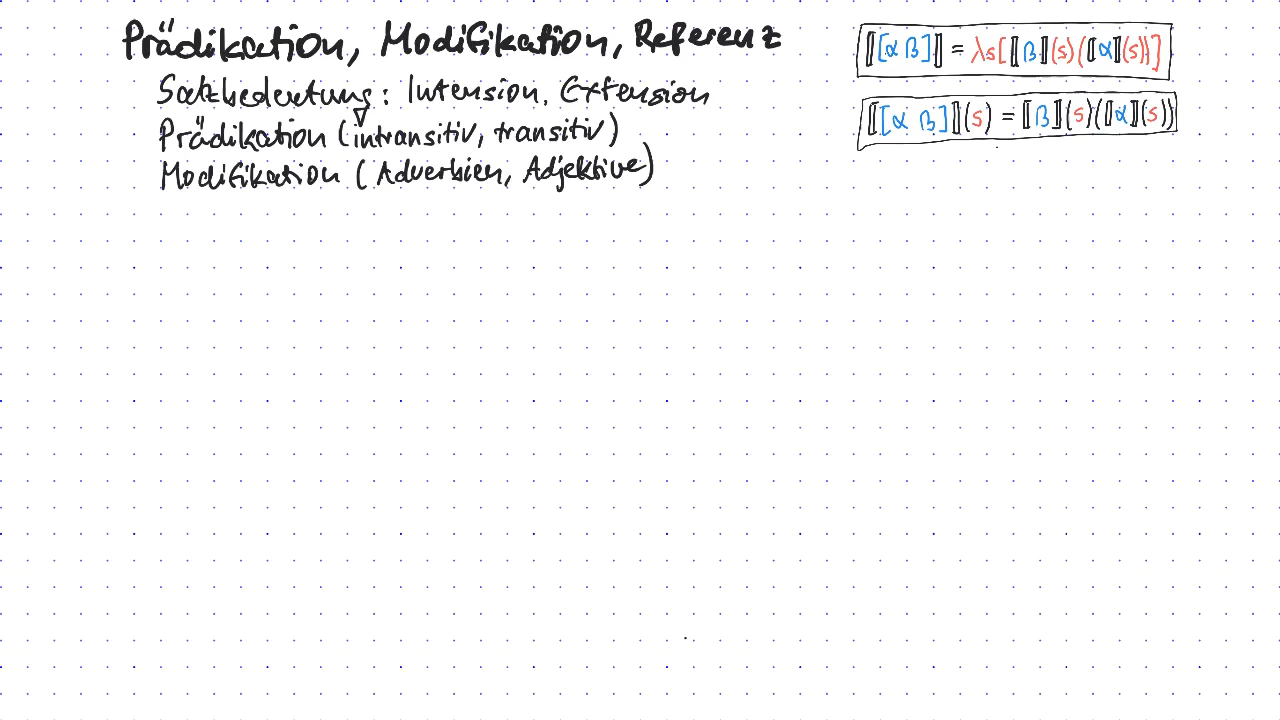 Prädikation, Modifikation, Referenz
Satzbedeutung: Intension, Extension
Prädikation (intransitiv, transitiv)
Modifikation (Adverbien, Adjektive)
⟦[α β]⟧ = λs[⟦β⟧(s)(⟦α⟧(s))]
⟦[α β]⟧(s) = ⟦β⟧(s)(⟦α⟧(s))